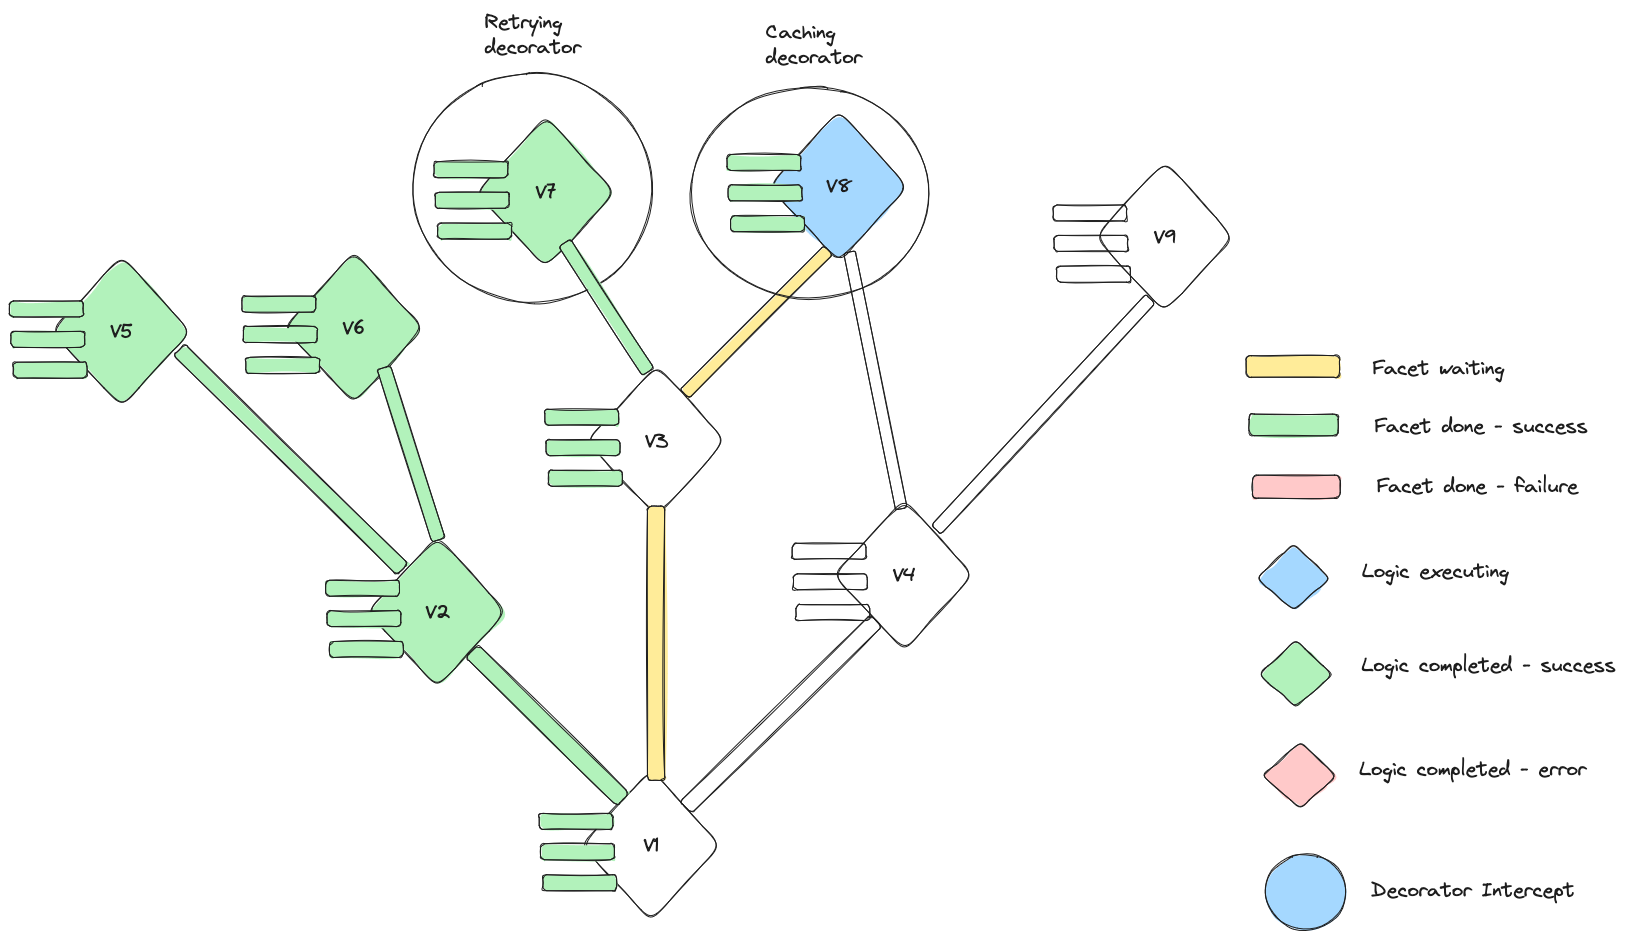 Retrying
decorator
Caching
decorator
V7
V8
V9
V5
V6
V3
V4
V2
V1
Facet waiting
Facet done - success
Facet done - failure
Logic executing
Logic completed - success
Logic completed - error
Decorator Intercept